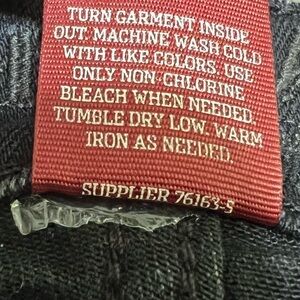 TURN GARMENT INSIDE
OUT. MACHINE WASH COLD
WITH LIKE COLORS. USE
ONLY NON-CHLORINE
BLEACH WHEN NEEDED.
TUMBLE DRY LOW. WARM
IRON AS NEEDED.
SUPPLIER 76163-S